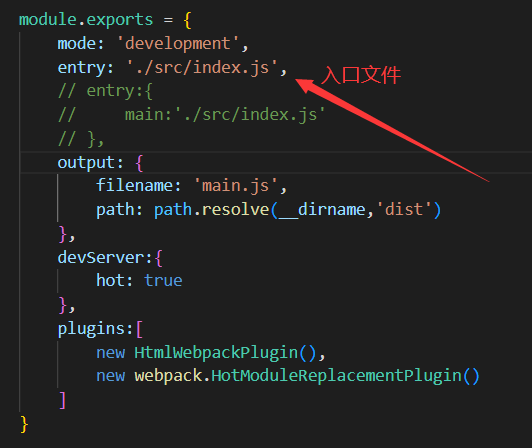 module.exports = {
    mode: 'development',
    entry: './src/index.js', 入口文件
    // entry:{
    //     main:'./src/index.js'
    // },
    output: {
        filename: 'main.js',
        path: path.resolve(__dirname,'dist')
    },
    devServer:{
        hot: true
    },
    plugins:[
        new HtmlWebpackPlugin(),
        new webpack.HotModuleReplacementPlugin()
    ]
}